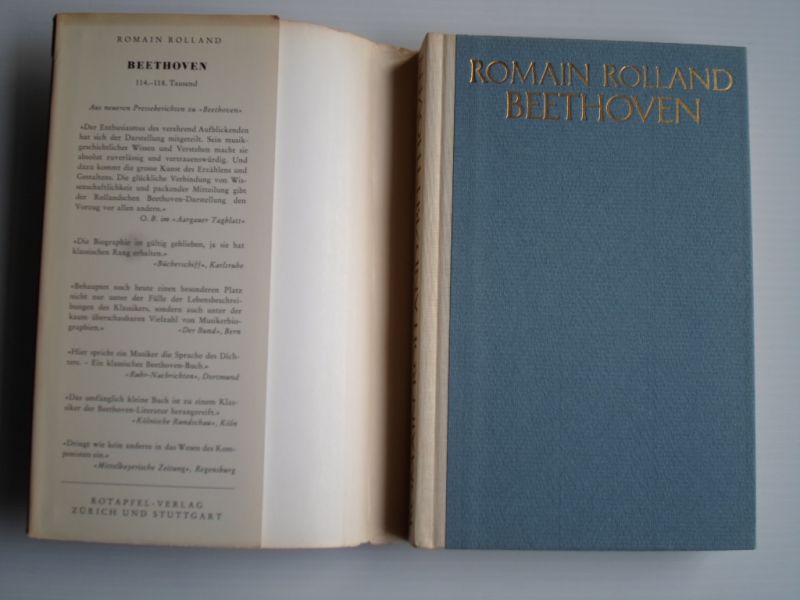 ROMAIN ROLLAND
BEETHOVEN
114.–118. Tausend
Aus neueren Presseberichten zu «Beethoven»
«Der Enthusiasmus des verehrend Aufblickenden
hat sich der Darstellung mitgeteilt. Sein musik-
geschichtlicher Wissen und Verstehen macht sie
absolut zuverlässig und vertrauenswürdig. Und
dazu kommt die grosse Kunst des Erzählens und
Gestaltens. Die glückliche Verbindung von Wis-
senschaftlichkeit und packender Mitteilung gibt
der Rollandschen Beethoven-Darstellung den
Vorzug vor allen andern.»
O. B. im «Aargauer Tagblatt»
«Die Biographie ist gültig geblieben, ja sie hat
klassischen Rang erhalten.»
«Bücherschiff», Karlsruhe
«Behauptet noch heute einen besonderen Platz
nicht nur unter der Fülle der Lebensbeschrei-
bungen des Klassikers, sondern auch unter der
kaum überschaubaren Vielzahl von Musikerbio-
graphien.» «Der Bund», Bern
«Hier spricht ein Musiker die Sprache des Dich-
ters. – Ein klassisches Beethoven-Buch.»
«Ruhr-Nachrichten», Dortmund
«Das umfänglich kleine Buch ist zu einem Klas-
siker der Beethoven-Literatur herangereift.»
«Kölnische Rundschau», Köln
«Dringt wie kein anderes in das Wesen des Kom-
ponisten ein.»
«Mittelbayerische Zeitung», Regensburg
ROTAPFEL-VERLAG
ZÜRICH UND STUTTGART
ROMAIN ROLLAND
BEETHOVEN